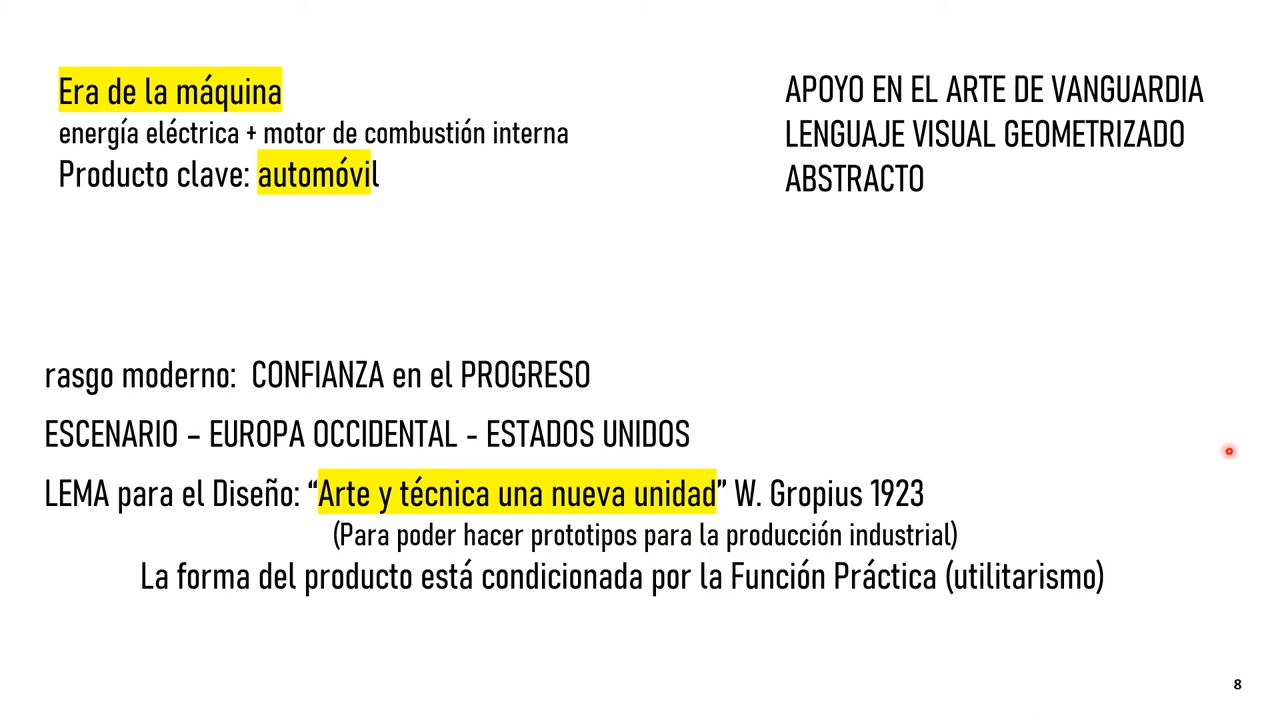 Era de la máquina
energía eléctrica + motor de combustión interna
Producto clave: automóvil
APOYO EN EL ARTE DE VANGUARDIA
LENGUAJE VISUAL GEOMETRIZADO
ABSTRACTO
rasgo moderno: CONFIANZA en el PROGRESO
ESCENARIO – EUROPA OCCIDENTAL - ESTADOS UNIDOS
LEMA para el Diseño: “Arte y técnica una nueva unidad” W. Gropius 1923
(Para poder hacer prototipos para la producción industrial)
La forma del producto está condicionada por la Función Práctica (utilitarismo)
8